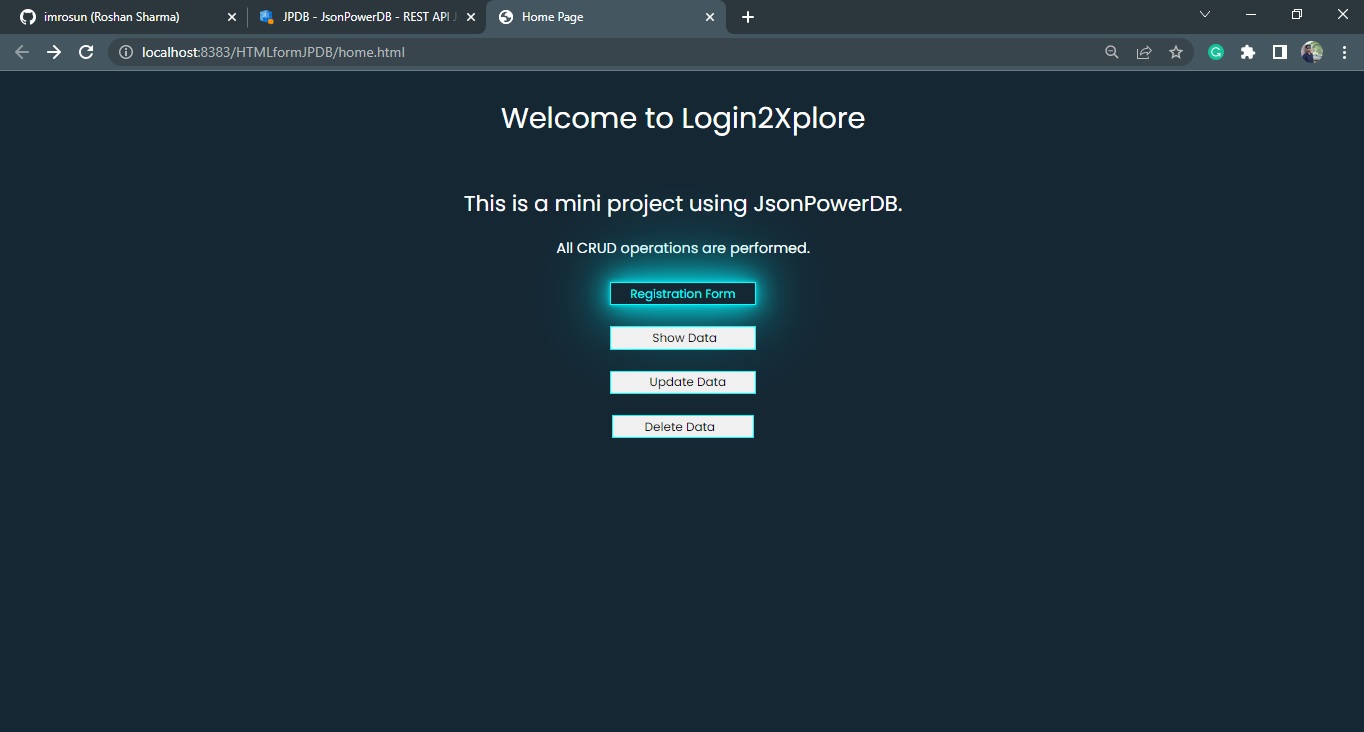 imrosun (Roshan Sharma)
JPDB - JsonPowerDB - REST API
Home Page
localhost:8383/HTMLformJPDB/home.html
Welcome to Login2Xplore
This is a mini project using JsonPowerDB.
All CRUD operations are performed.
Registration Form
Show Data
Update Data
Delete Data